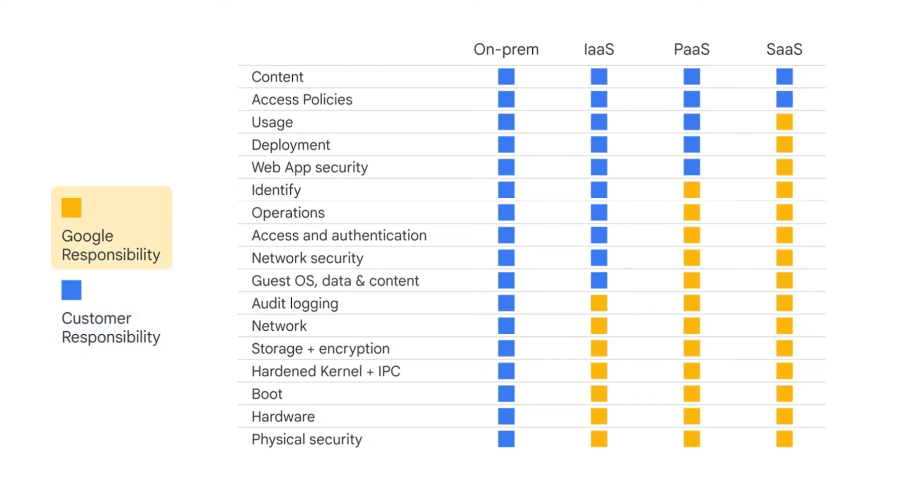 On-prem IaaS PaaS SaaS
Content
Access Policies
Usage
Deployment
Web App security
Identify
Operations
Access and authentication
Network security
Guest OS, data & content
Audit logging
Network
Storage + encryption
Hardened Kernel + IPC
Boot
Hardware
Physical security
Google
Responsibility
Customer
Responsibility